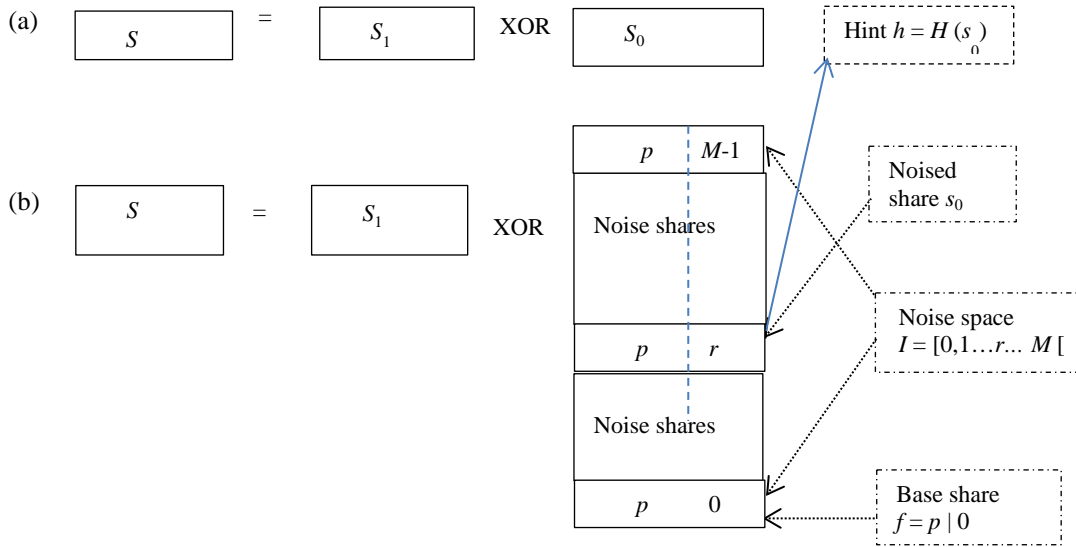 (a) S = S₁ XOR S₀ Hint h = H (s₀)
p M-1
Noised
share s₀
(b) S = S₁ XOR Noise shares
Noise space
I = [0,1…r... M [
p r
Noise shares
Base share
f = p | 0
p 0